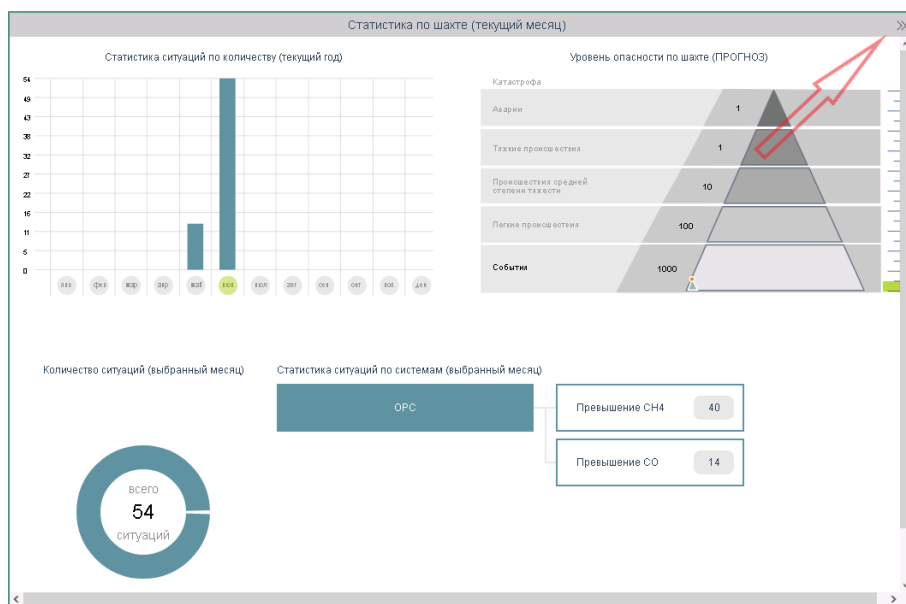 Статистика по шахте (текущий месяц)
Статистика ситуаций по количеству (текущий год)
54
49
43
38
32
27
22
16
11
5
0
янв фев мар апр май июн июл авг сен окт ноя дек
Уровень опасности по шахте (ПРОГНОЗ)
Катастрофа
Аварии 1
Тяжкие происшествия 1
Происшествия средней
степени тяжести 10
Легкие происшествия 100
События 1000
Количество ситуаций (выбранный месяц)
всего
54
ситуаций
Статистика ситуаций по системам (выбранный месяц)
OPC
Превышение CH4 40
Превышение CO 14